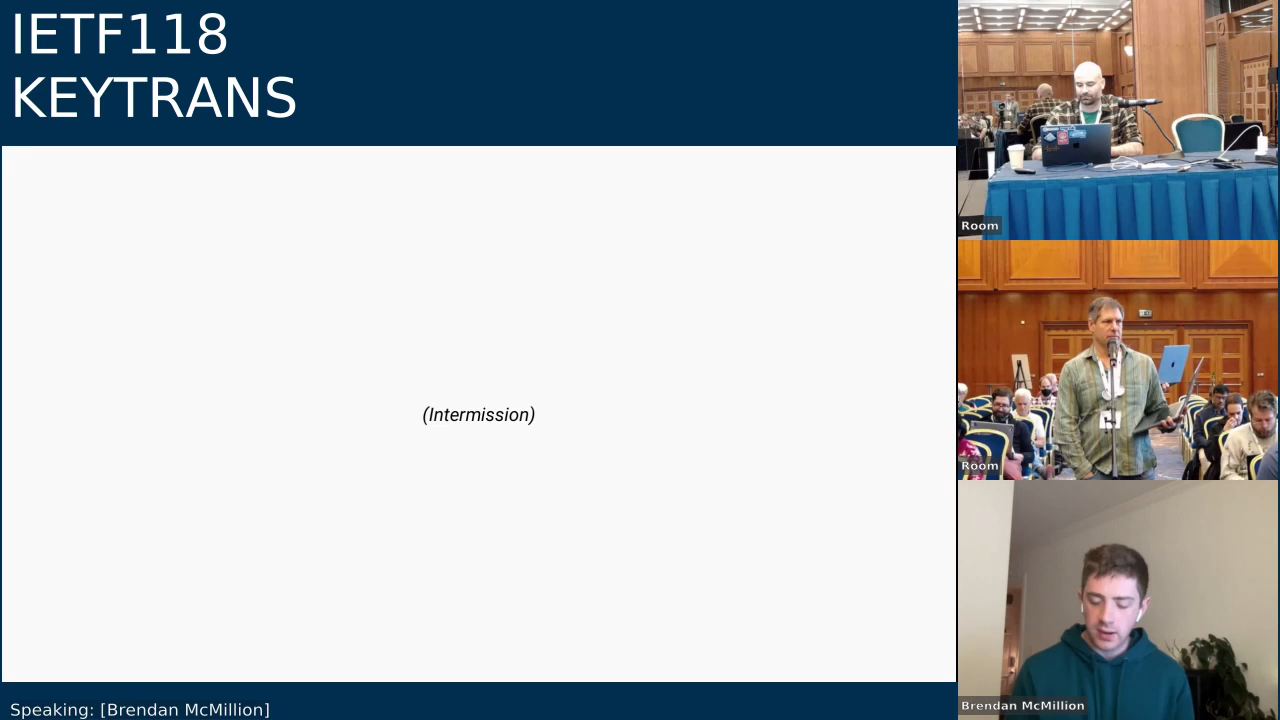 IETF118
KEYTRANS
(Intermission)
Speaking: [Brendan McMillion]
Room
Room
Brendan McMillion